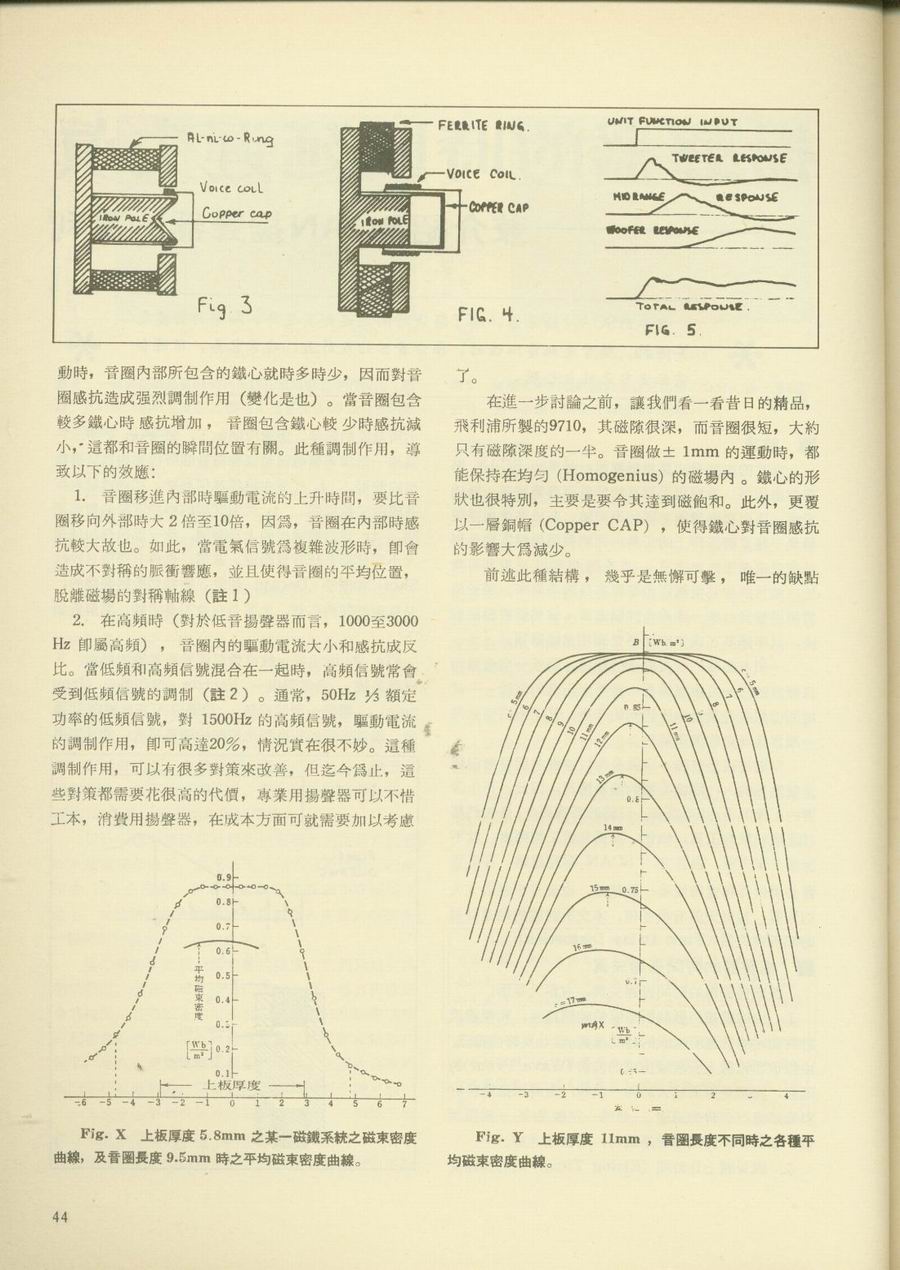 Al-ni-co-Ring
Voice coil
IRON POLE
Copper cap
Fig 3
FERRITE RING.
VOICE COIL.
COPPER CAP
IRON POLE
FIG. 4.
UNIT FUNCTION INPUT
TWEETER RESPONSE
MIDRANGE RESPONSE
WOOFER RESPONSE
TOTAL RESPONSE.
FIG. 5.
動時，音圈內部所包含的鐵心就時多時少，因而對音
圈感抗造成强烈調制作用（變化是也）。當音圈包含
較多鐵心時 感抗增加， 音圈包含鐵心較 少時感抗減
小，這都和音圈的瞬間位置有關。此種調制作用，導
致以下的效應：
1. 音圈移進內部時驅動電流的上升時間，要比音
圈移向外部時大 2 倍至10倍，因爲，音圈在內部時感
抗較大故也。如此，當電氣信號爲複雜波形時，卽會
造成不對稱的脈衝響應，並且使得音圈的平均位置，
脫離磁場的對稱軸線（註 1 ）
2. 在高頻時（對於低音揚聲器而言，1000至3000
Hz 卽屬高頻）， 音圈內的驅動電流大小和感抗成反
比。當低頻和高頻信號混合在一起時，高頻信號常會
受到低頻信號的調制（註 2 ）。通常，50Hz ⅓ 額定
功率的低頻信號，對 1500Hz 的高頻信號，驅動電流
的調制作用，卽可高達20%，情況實在很不妙。這種
調制作用，可以有很多對策來改善，但迄今爲止，這
些對策都需要花很高的代價，專業用揚聲器可以不惜
工本，消費用揚聲器，在成本方面可就需要加以考慮
了。
在進一步討論之前，讓我們看一看昔日的精品，
飛利浦所製的9710，其磁隙很深，而音圈很短，大約
只有磁隙深度的一半。音圈做± 1mm 的運動時，都
能保持在均勻 (Homogenius) 的磁場內 。鐵心的形
狀也很特別，主要是要令其達到磁飽和。此外，更覆
以一層銅帽 (Copper CAP) ，使得鐵心對音圈感抗
的影響大爲減少。
前述此種結構， 幾乎是無懈可擊， 唯一的缺點
0.9
0.8
0.7
0.6
0.5
0.4
0.2
0.1
平均磁束密度
[Wb/m²]
上板厚度
-6 -5 -4 -3 -2 -1 0 1 2 3 4 5 6 7
Fig. X 上板厚度 5.8mm 之某一磁鐵系統之磁束密度
曲線，及音圈長度 9.5mm 時之平均磁束密度曲線。
B [Wb.m²]
c=5mm
6
7
8
9
10
11mm
12mm
13mm
14mm
15mm
16mm
c=17mm
c=5mm
6
7
8
10
11mm
0.85
0.8
0.75
0.7
MAX
[Wb/m²]
-4 -3 -2 -1 0 1 2 4
Fig. Y 上板厚度 11mm ，音圈長度不同時之各種平
均磁束密度曲線。
44